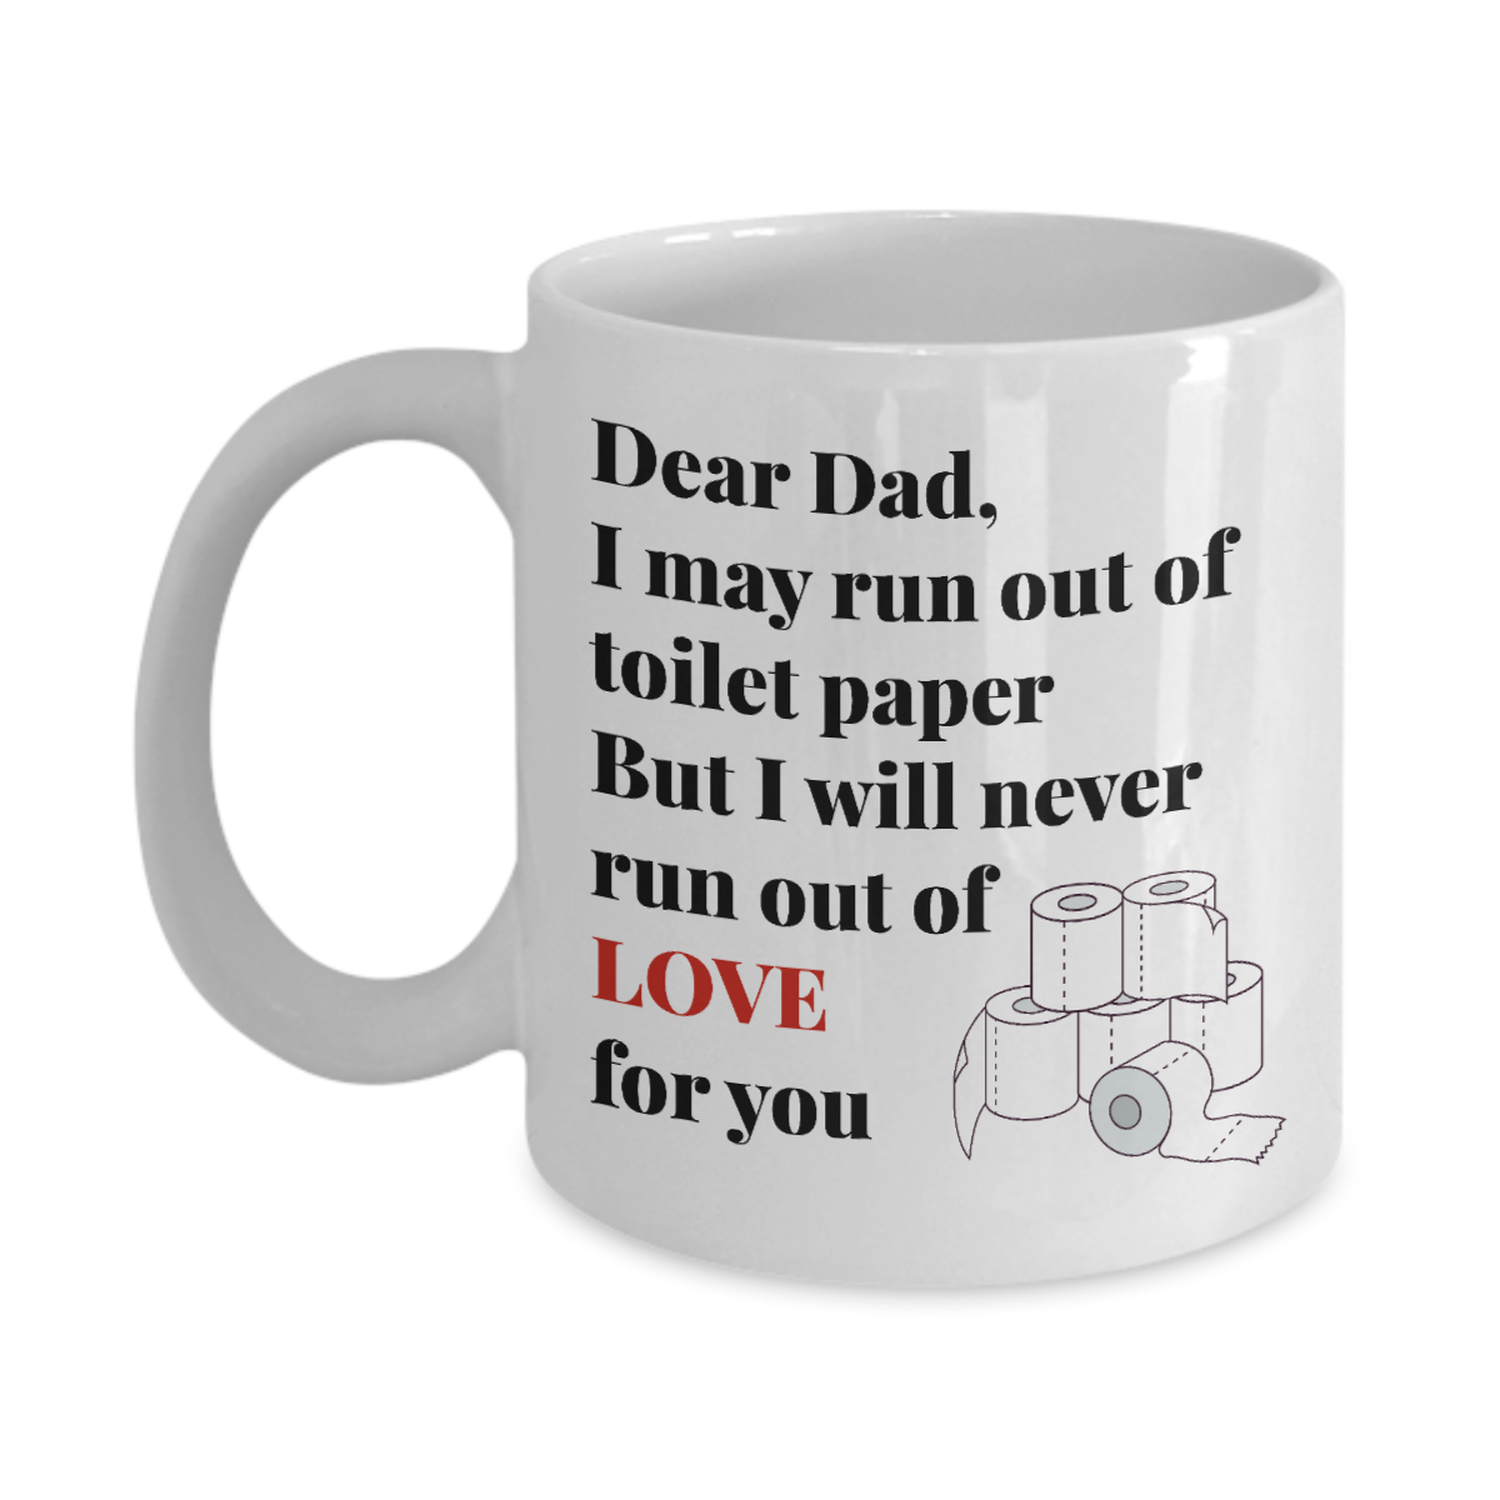 Dear Dad,
I may run out of
toilet paper
But I will never
run out of
LOVE
for you